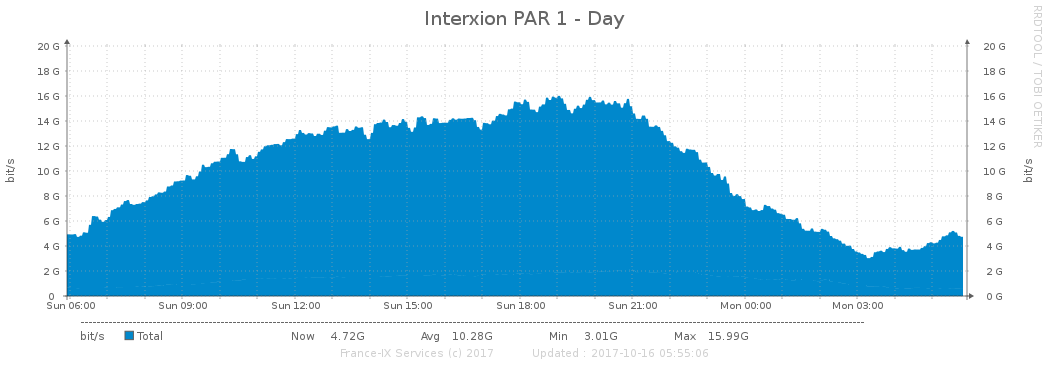 Interxion PAR 1 - Day
RRDTOOL / TOBI OETIKER
bit/s
20 G 20 G
18 G 18 G
16 G 16 G
14 G 14 G
12 G 12 G
10 G 10 G
8 G 8 G
6 G 6 G
4 G 4 G
2 G 2 G
0 0 G
bit/s
Sun 06:00 Sun 09:00 Sun 12:00 Sun 15:00 Sun 18:00 Sun 21:00 Mon 00:00 Mon 03:00
bit/s Total Now 4.72G Avg 10.28G Min 3.01G Max 15.99G
France-IX Services (c) 2017 Updated : 2017-10-16 05:55:06